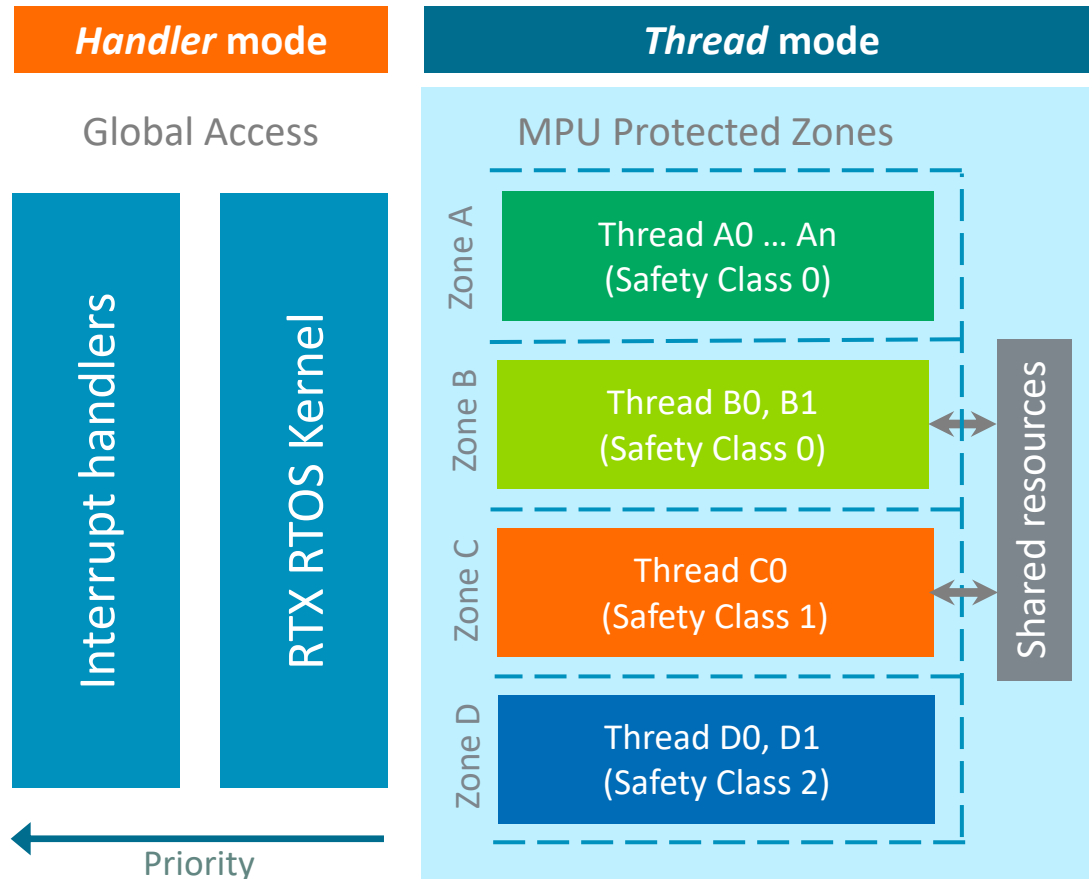 Handler mode
Thread mode
Global Access
MPU Protected Zones
Interrupt handlers
RTX RTOS Kernel
Zone A
Thread A0 ... An
(Safety Class 0)
Zone B
Thread B0, B1
(Safety Class 0)
Zone C
Thread C0
(Safety Class 1)
Zone D
Thread D0, D1
(Safety Class 2)
Shared resources
Priority